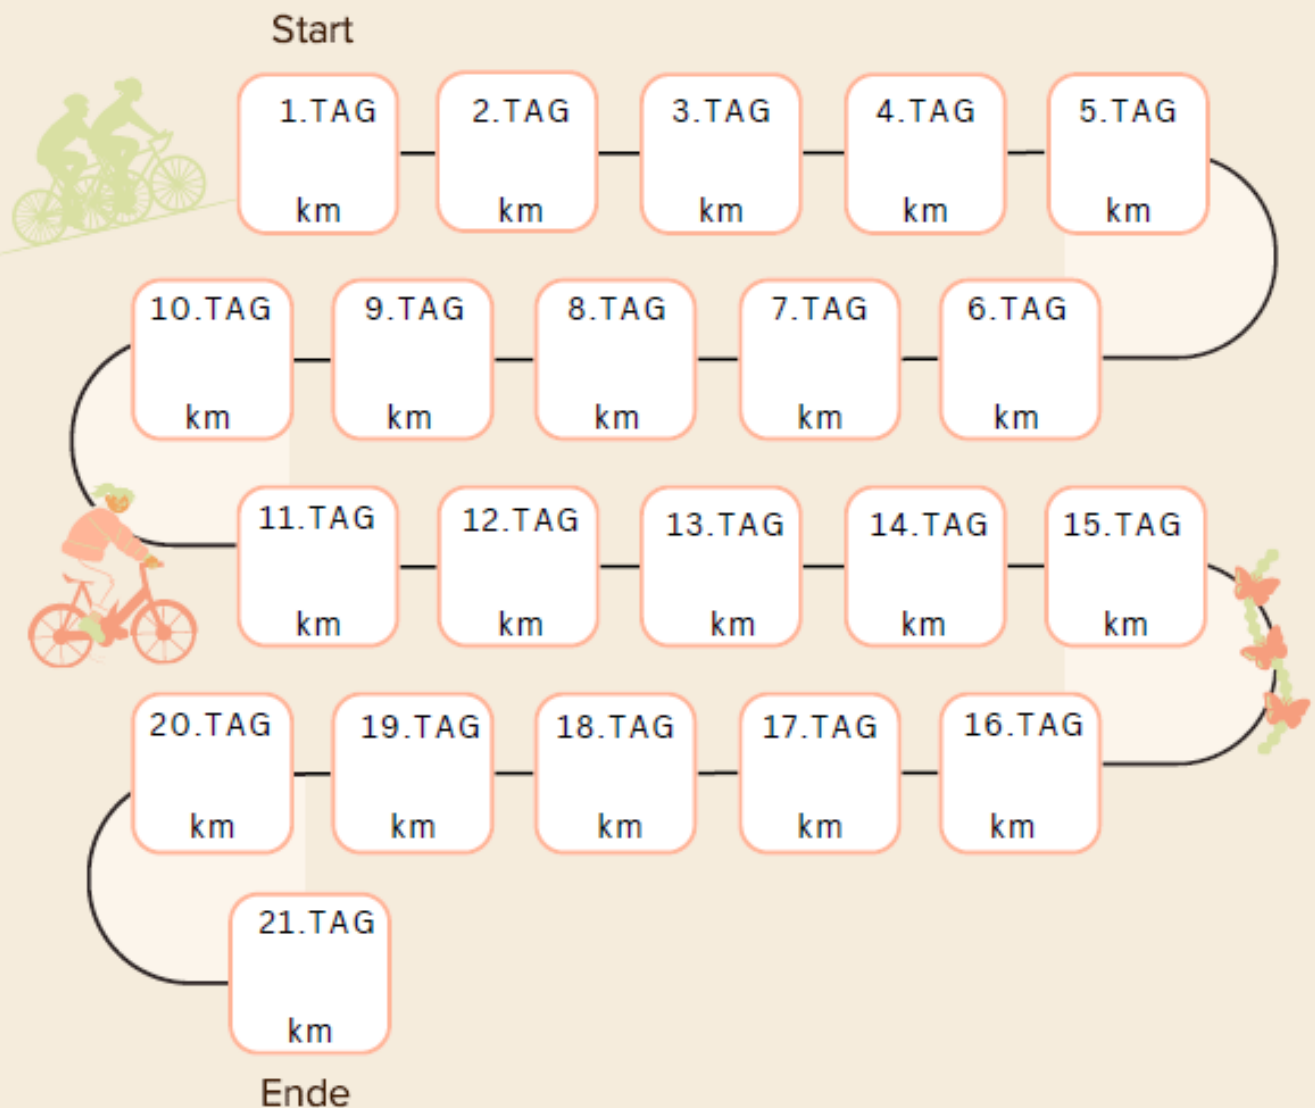 Start
1.TAG 2.TAG 3.TAG 4.TAG 5.TAG
km km km km km
10.TAG 9.TAG 8.TAG 7.TAG 6.TAG
km km km km km
11.TAG 12.TAG 13.TAG 14.TAG 15.TAG
km km km km km
20.TAG 19.TAG 18.TAG 17.TAG 16.TAG
km km km km km
21.TAG
km
Ende